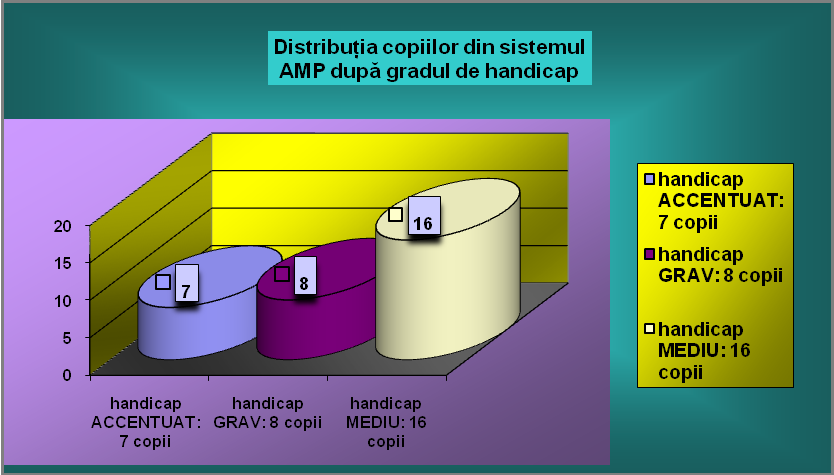 Distribuția copiilor din sistemul
AMP după gradul de handicap
20
15
10
5
0
7
8
16
handicap
ACCENTUAT:
7 copii
handicap
GRAV: 8 copii
handicap
MEDIU: 16
copii
handicap
ACCENTUAT:
7 copii
handicap
GRAV: 8 copii
handicap
MEDIU: 16
copii